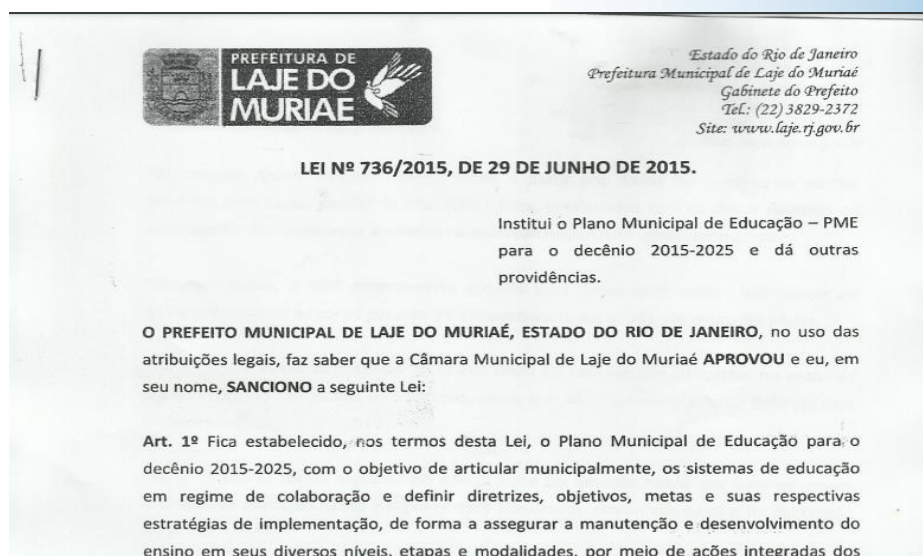 PREFEITURA DE
LAJE DO
MURIAE
Estado do Rio de Janeiro
Prefeitura Municipal de Laje do Muriaé
Gabinete do Prefeito
Tel.: (22) 3829-2372
Site: www.laje.rj.gov.br
LEI Nº 736/2015, DE 29 DE JUNHO DE 2015.
Institui o Plano Municipal de Educação – PME
para o decênio 2015-2025 e dá outras
providências.
O PREFEITO MUNICIPAL DE LAJE DO MURIAÉ, ESTADO DO RIO DE JANEIRO, no uso das
atribuições legais, faz saber que a Câmara Municipal de Laje do Muriaé APROVOU e eu, em
seu nome, SANCIONO a seguinte Lei:
Art. 1º Fica estabelecido, nos termos desta Lei, o Plano Municipal de Educação para o
decênio 2015-2025, com o objetivo de articular municipalmente, os sistemas de educação
em regime de colaboração e definir diretrizes, objetivos, metas e suas respectivas
estratégias de implementação, de forma a assegurar a manutenção e desenvolvimento do
ensino em seus diversos níveis, etapas e modalidades, por meio de ações integradas dos